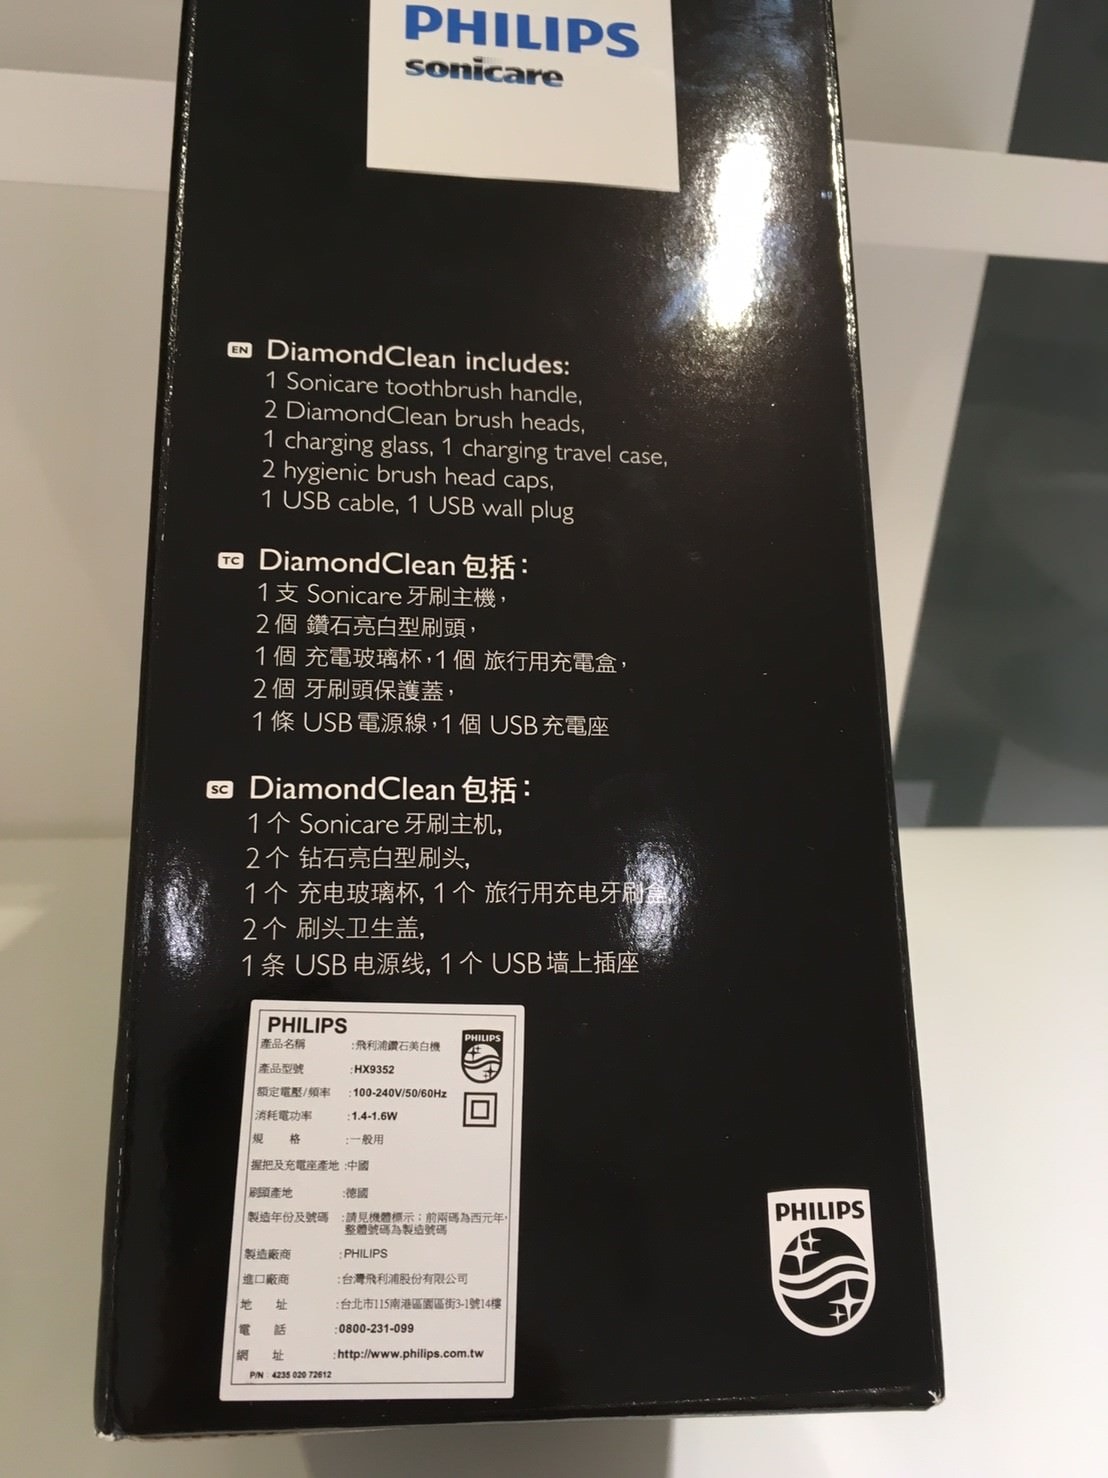 PHILIPS
sonicare
EN DiamondClean includes:
1 Sonicare toothbrush handle,
2 DiamondClean brush heads,
1 charging glass, 1 charging travel case,
2 hygienic brush head caps,
1 USB cable, 1 USB wall plug
TC DiamondClean 包括：
1支 Sonicare 牙刷主機，
2個 鑽石亮白型刷頭，
1個 充電玻璃杯，1個 旅行用充電盒，
2個 牙刷頭保護蓋，
1條 USB 電源線，1個 USB 充電座
SC DiamondClean 包括：
1个 Sonicare 牙刷主机,
2个 钻石亮白型刷头,
1个 充电玻璃杯, 1个 旅行用充电牙刷盒,
2个 刷头卫生盖,
1条 USB 电源线, 1个 USB 墙上插座
PHILIPS
PHILIPS
產品名稱 :飛利浦鑽石美白機
產品型號 :HX9352
額定電壓/頻率 :100-240V/50/60Hz
消耗電功率 :1.4-1.6W
規 格 :一般用
握把及充電座產地 :中國
刷頭產地 :德國
製造年份及號碼 :請見機體標示；前兩碼為西元年，
整體號碼為製造號碼
製造廠商 :PHILIPS
進口廠商 :台灣飛利浦股份有限公司
地 址 :台北市115南港區園區街3-1號14樓
電 話 :0800-231-099
網 址 :http://www.philips.com.tw
P/N : 4235 020 72612
PHILIPS